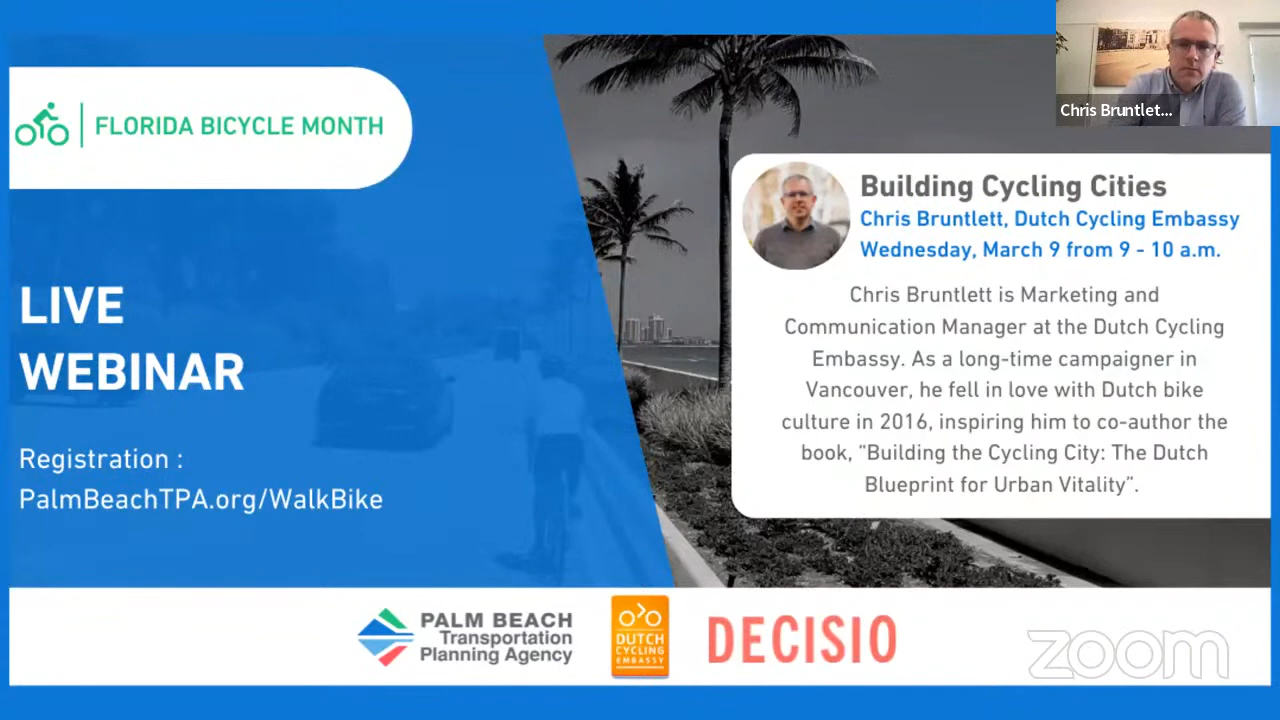 Chris Bruntlet...
FLORIDA BICYCLE MONTH
LIVE
WEBINAR
Registration :
PalmBeachTPA.org/WalkBike
Building Cycling Cities
Chris Bruntlett, Dutch Cycling Embassy
Wednesday, March 9 from 9 - 10 a.m.
Chris Bruntlett is Marketing and
Communication Manager at the Dutch Cycling
Embassy. As a long-time campaigner in
Vancouver, he fell in love with Dutch bike
culture in 2016, inspiring him to co-author the
book, “Building the Cycling City: The Dutch
Blueprint for Urban Vitality”.
PALM BEACH
Transportation
Planning Agency
DUTCH
CYCLING
EMBASSY
DECISIO
zoom